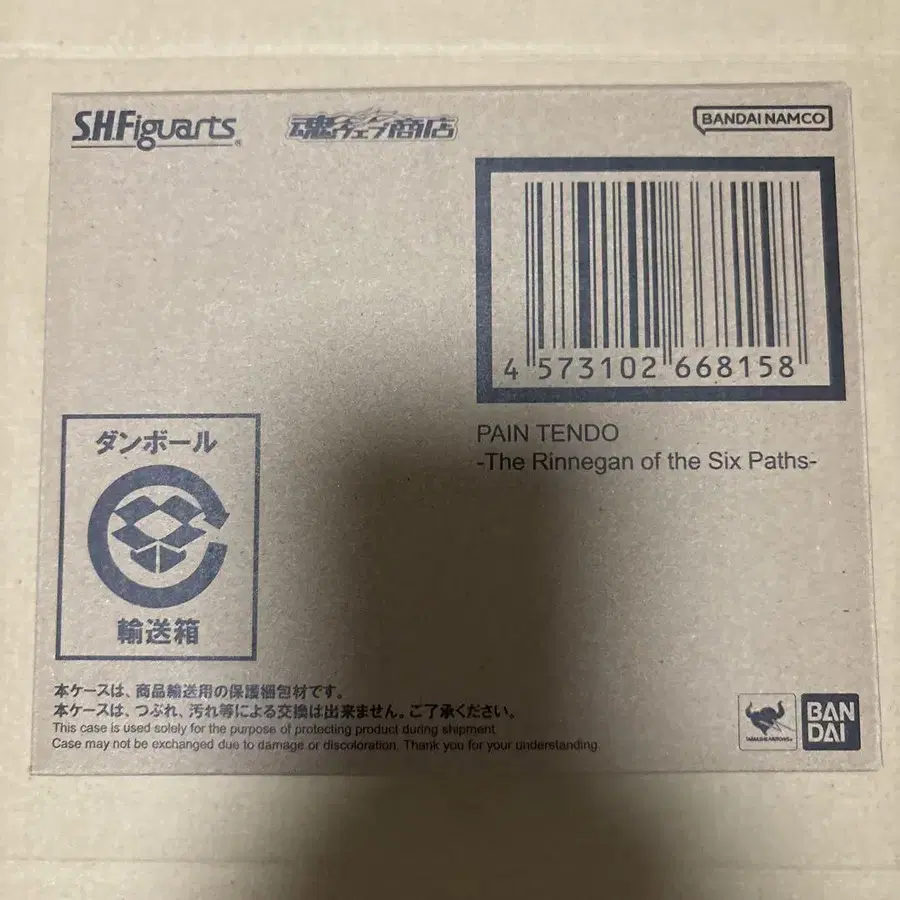 S.H.Figuarts
魂ウェブ商店
BANDAI NAMCO
4 573102 668158
PAIN TENDO
-The Rinnegan of the Six Paths-
ダンボール
輸送箱
本ケースは、商品輸送用の保護梱包材です。
本ケースは、つぶれ、汚れ等による交換は出来ません。ご了承ください。
This case is used solely for the purpose of protecting product during shipment.
Case may not be exchanged due to damage or discoloration. Thank you for your understanding.
BAN
DAI